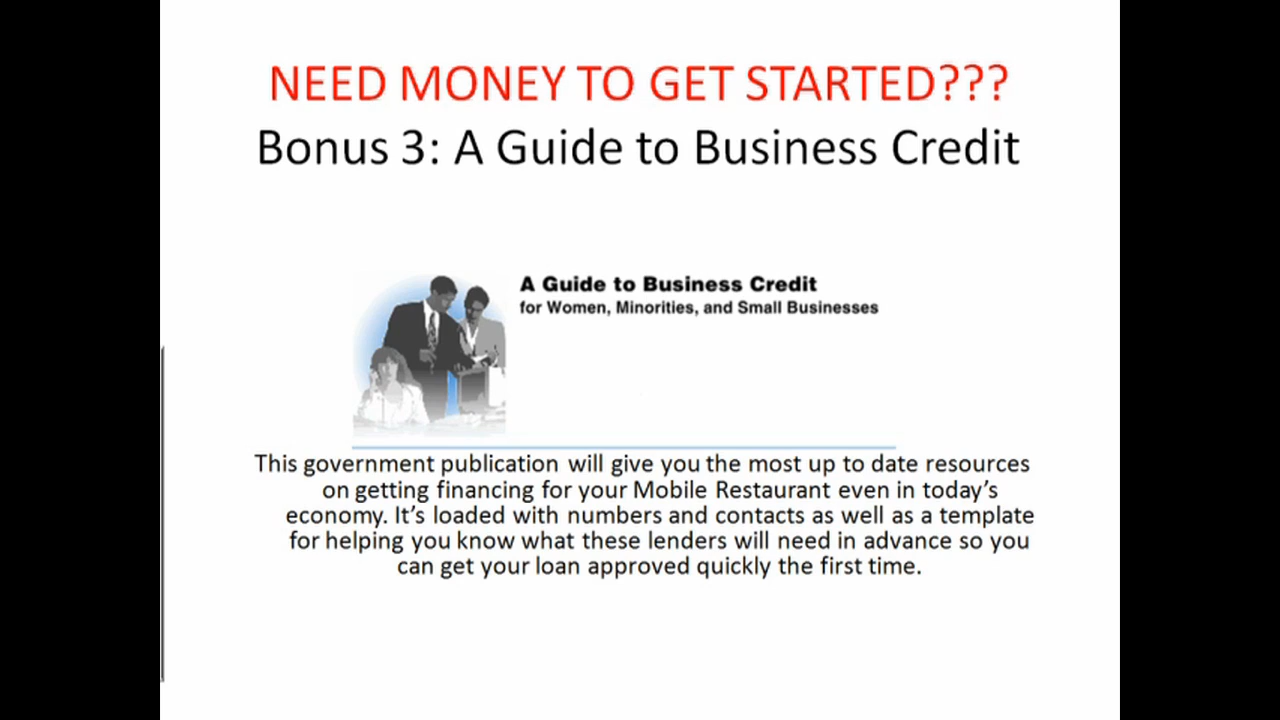 NEED MONEY TO GET STARTED???
Bonus 3: A Guide to Business Credit
A Guide to Business Credit
for Women, Minorities, and Small Businesses
This government publication will give you the most up to date resources
on getting financing for your Mobile Restaurant even in today’s
economy. It’s loaded with numbers and contacts as well as a template
for helping you know what these lenders will need in advance so you
can get your loan approved quickly the first time.